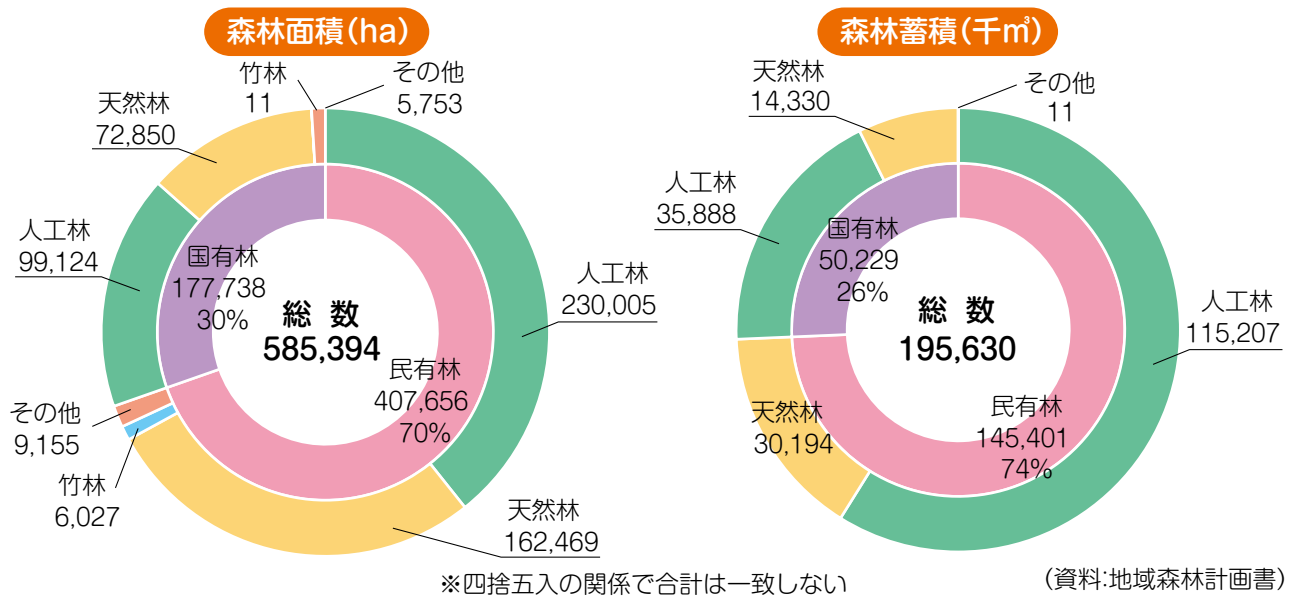 森林面積(ha)
竹林
11
その他
5,753
天然林
72,850
人工林
99,124
国有林
177,738
30%
総数
585,394
人工林
230,005
民有林
407,656
70%
その他
9,155
竹林
6,027
天然林
162,469
森林蓄積(千㎥)
天然林
14,330
その他
11
人工林
35,888
国有林
50,229
26%
総数
195,630
人工林
115,207
天然林
30,194
民有林
145,401
74%
※四捨五入の関係で合計は一致しない
(資料:地域森林計画書)